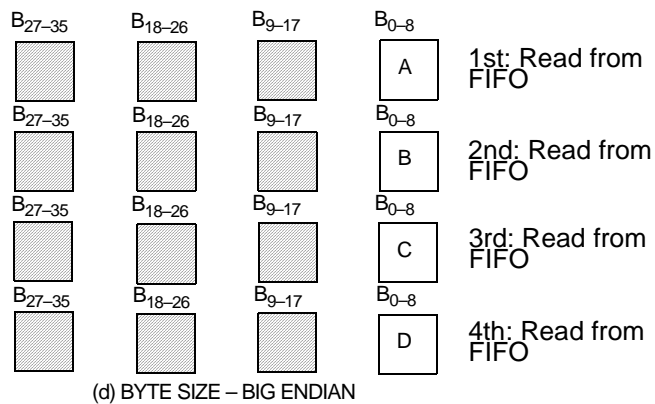 B27–35 B18–26 B9–17 B0–8
A 1st: Read from
FIFO
B27–35 B18–26 B9–17 B0–8
B 2nd: Read from
FIFO
B27–35 B18–26 B9–17 B0–8
C 3rd: Read from
FIFO
B27–35 B18–26 B9–17 B0–8
D 4th: Read from
FIFO
(d) BYTE SIZE – BIG ENDIAN